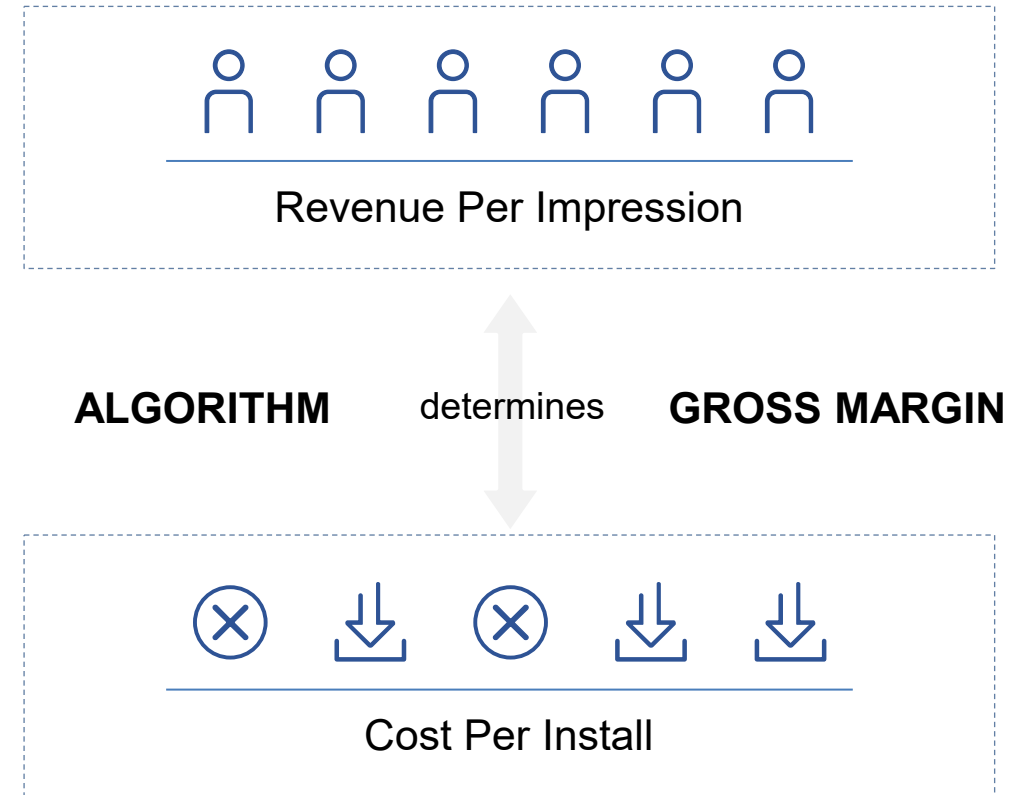 Revenue Per Impression
ALGORITHM determines GROSS MARGIN
Cost Per Install